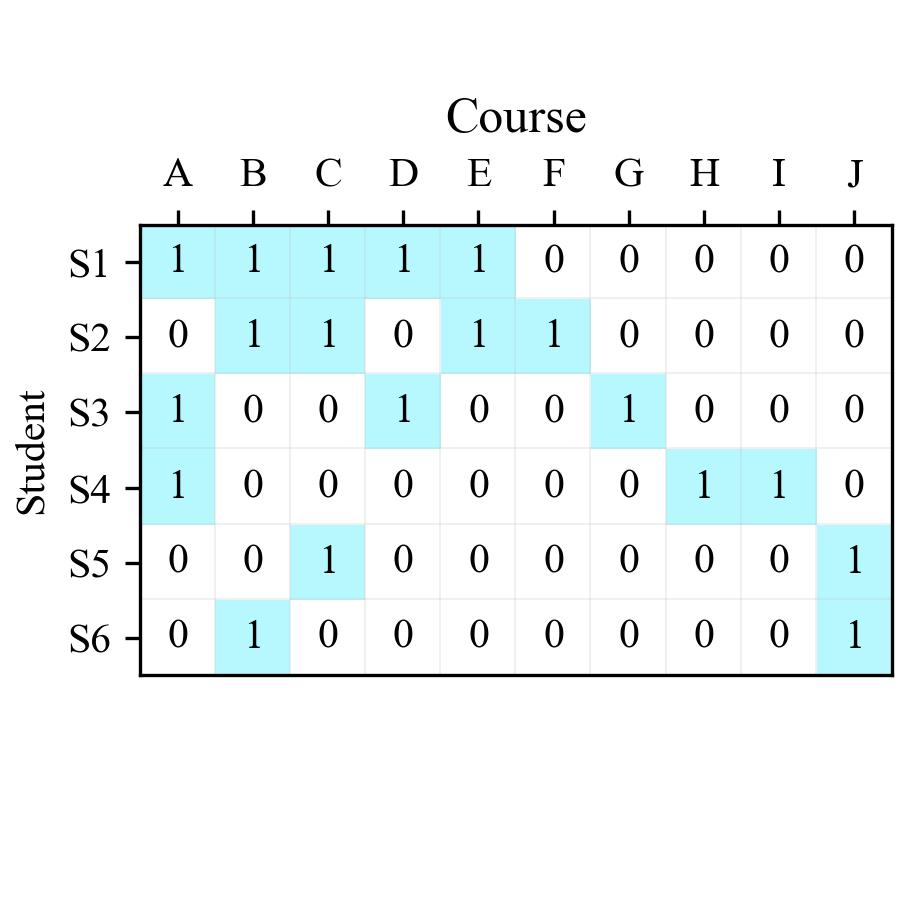 Course
A B C D E F G H I J
Student
S1 1 1 1 1 1 0 0 0 0 0
S2 0 1 1 0 1 1 0 0 0 0
S3 1 0 0 1 0 0 1 0 0 0
S4 1 0 0 0 0 0 0 1 1 0
S5 0 0 1 0 0 0 0 0 0 1
S6 0 1 0 0 0 0 0 0 0 1